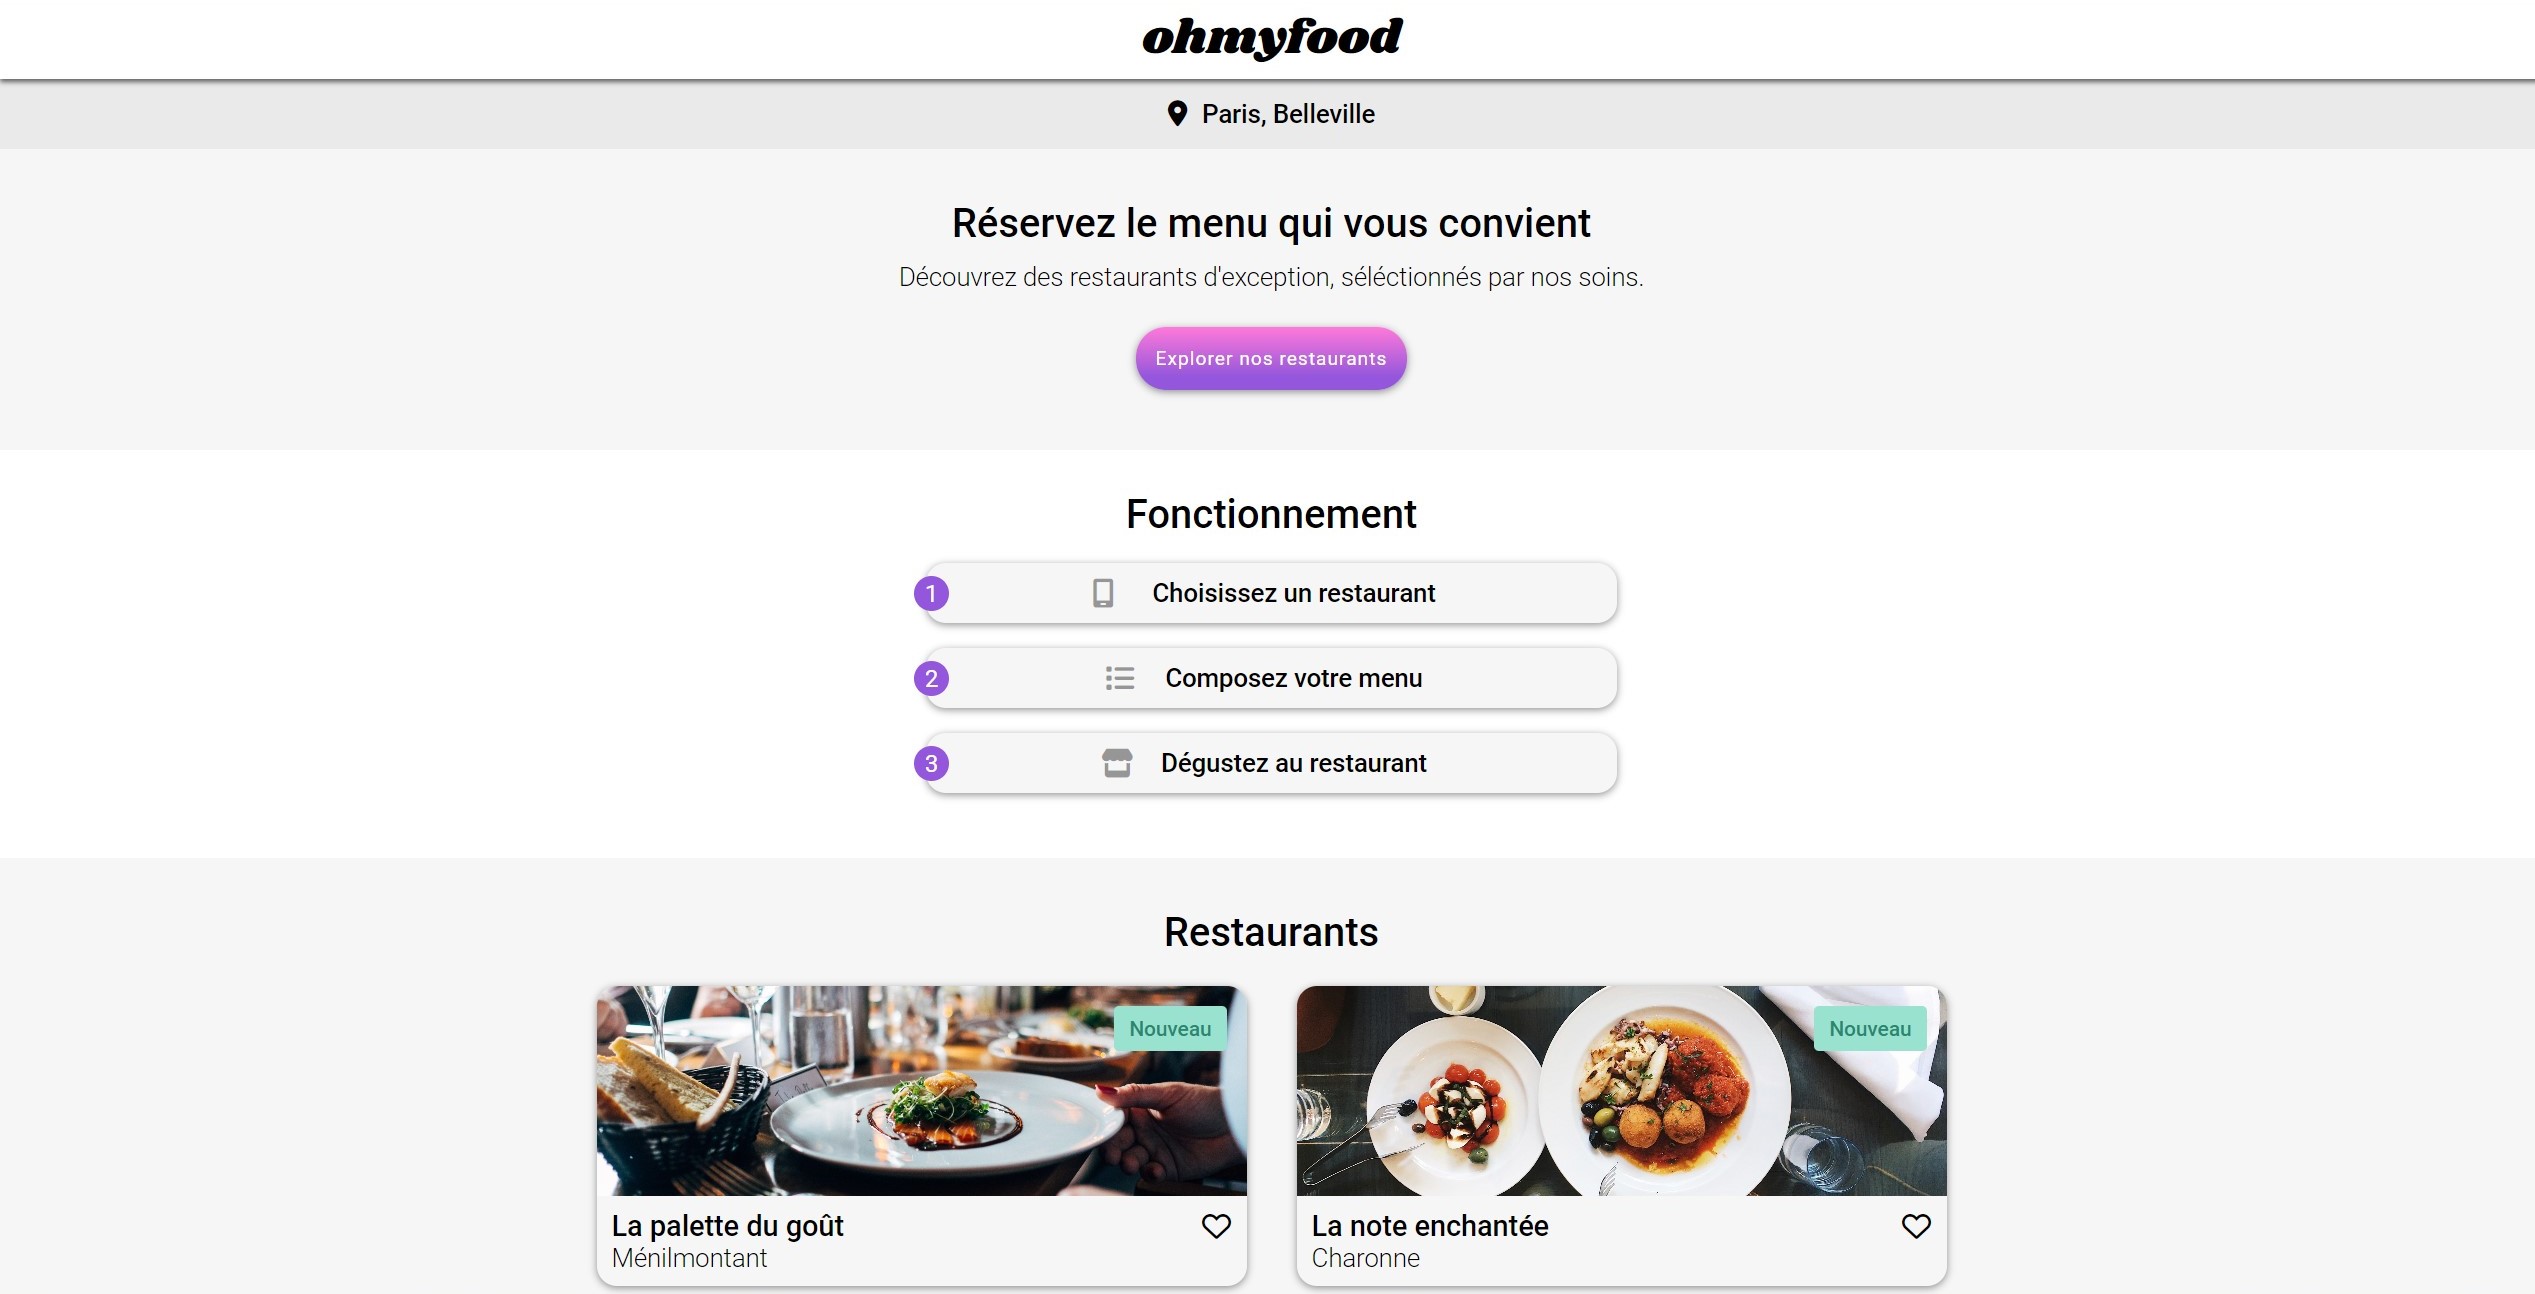 ohmyfood
Paris, Belleville
Réservez le menu qui vous convient
Découvrez des restaurants d'exception, séléctionnés par nos soins.
Explorer nos restaurants
Fonctionnement
1 Choisissez un restaurant
2 Composez votre menu
3 Dégustez au restaurant
Restaurants
Nouveau
La palette du goût
Ménilmontant
Nouveau
La note enchantée
Charonne